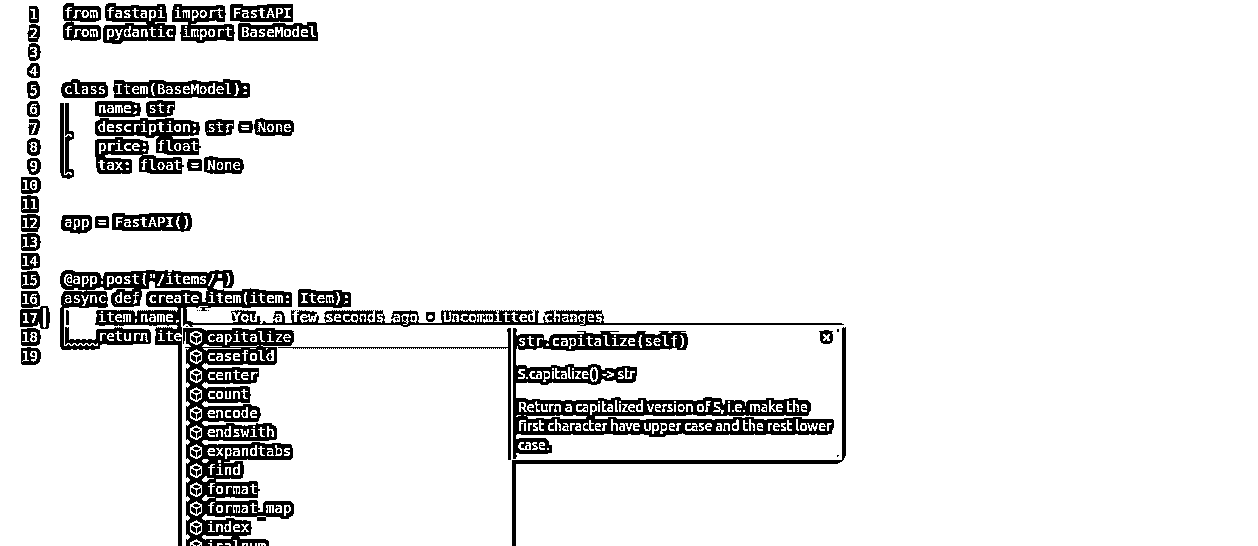 1 from fastapi import FastAPI
2 from pydantic import BaseModel
3
4
5 class Item(BaseModel):
6 name: str
7 description: str = None
8 price: float
9 tax: float = None
10
11
12 app = FastAPI()
13
14
15 @app.post("/items/")
16 async def create_item(item: Item):
17 item.name. You, a few seconds ago • Uncommitted changes
18 return ite
19
capitalize
casefold
center
count
encode
endswith
expandtabs
find
format
format_map
index
isalnum
str.capitalize(self)
S.capitalize() -> str
Return a capitalized version of S, i.e. make the
first character have upper case and the rest lower
case.